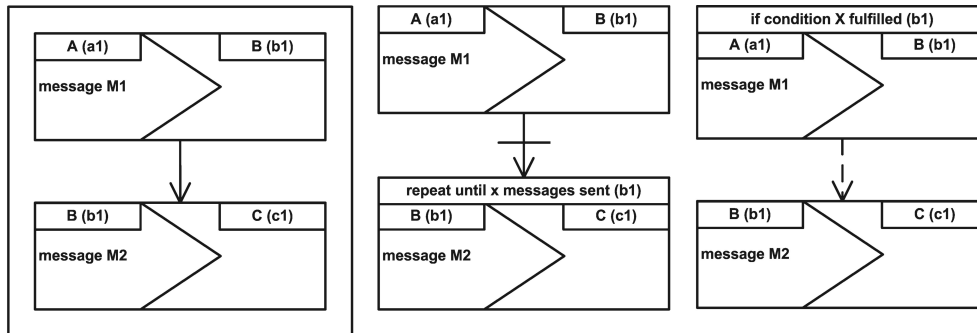 A (a1) B (b1)
message M1
B (b1) C (c1)
message M2
A (a1) B (b1)
message M1
repeat until x messages sent (b1)
B (b1) C (c1)
message M2
if condition X fulfilled (b1)
A (a1) B (b1)
message M1
B (b1) C (c1)
message M2